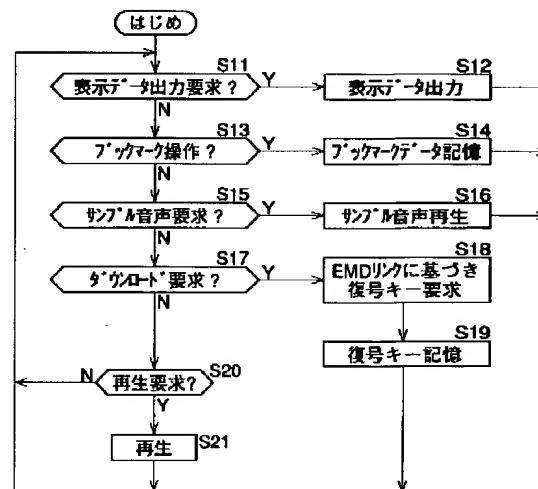 はじめ
S11
表示データ出力要求?
Y
S12
表示データ出力
N
S13
ブックマーク操作?
Y
S14
ブックマークデータ記憶
N
S15
サンプル音声要求?
Y
S16
サンプル音声再生
N
S17
ダウンロード要求?
Y
S18
EMDリンクに基づき
復号キー要求
N
S19
復号キー記憶
S20
N
再生要求?
Y
S21
再生